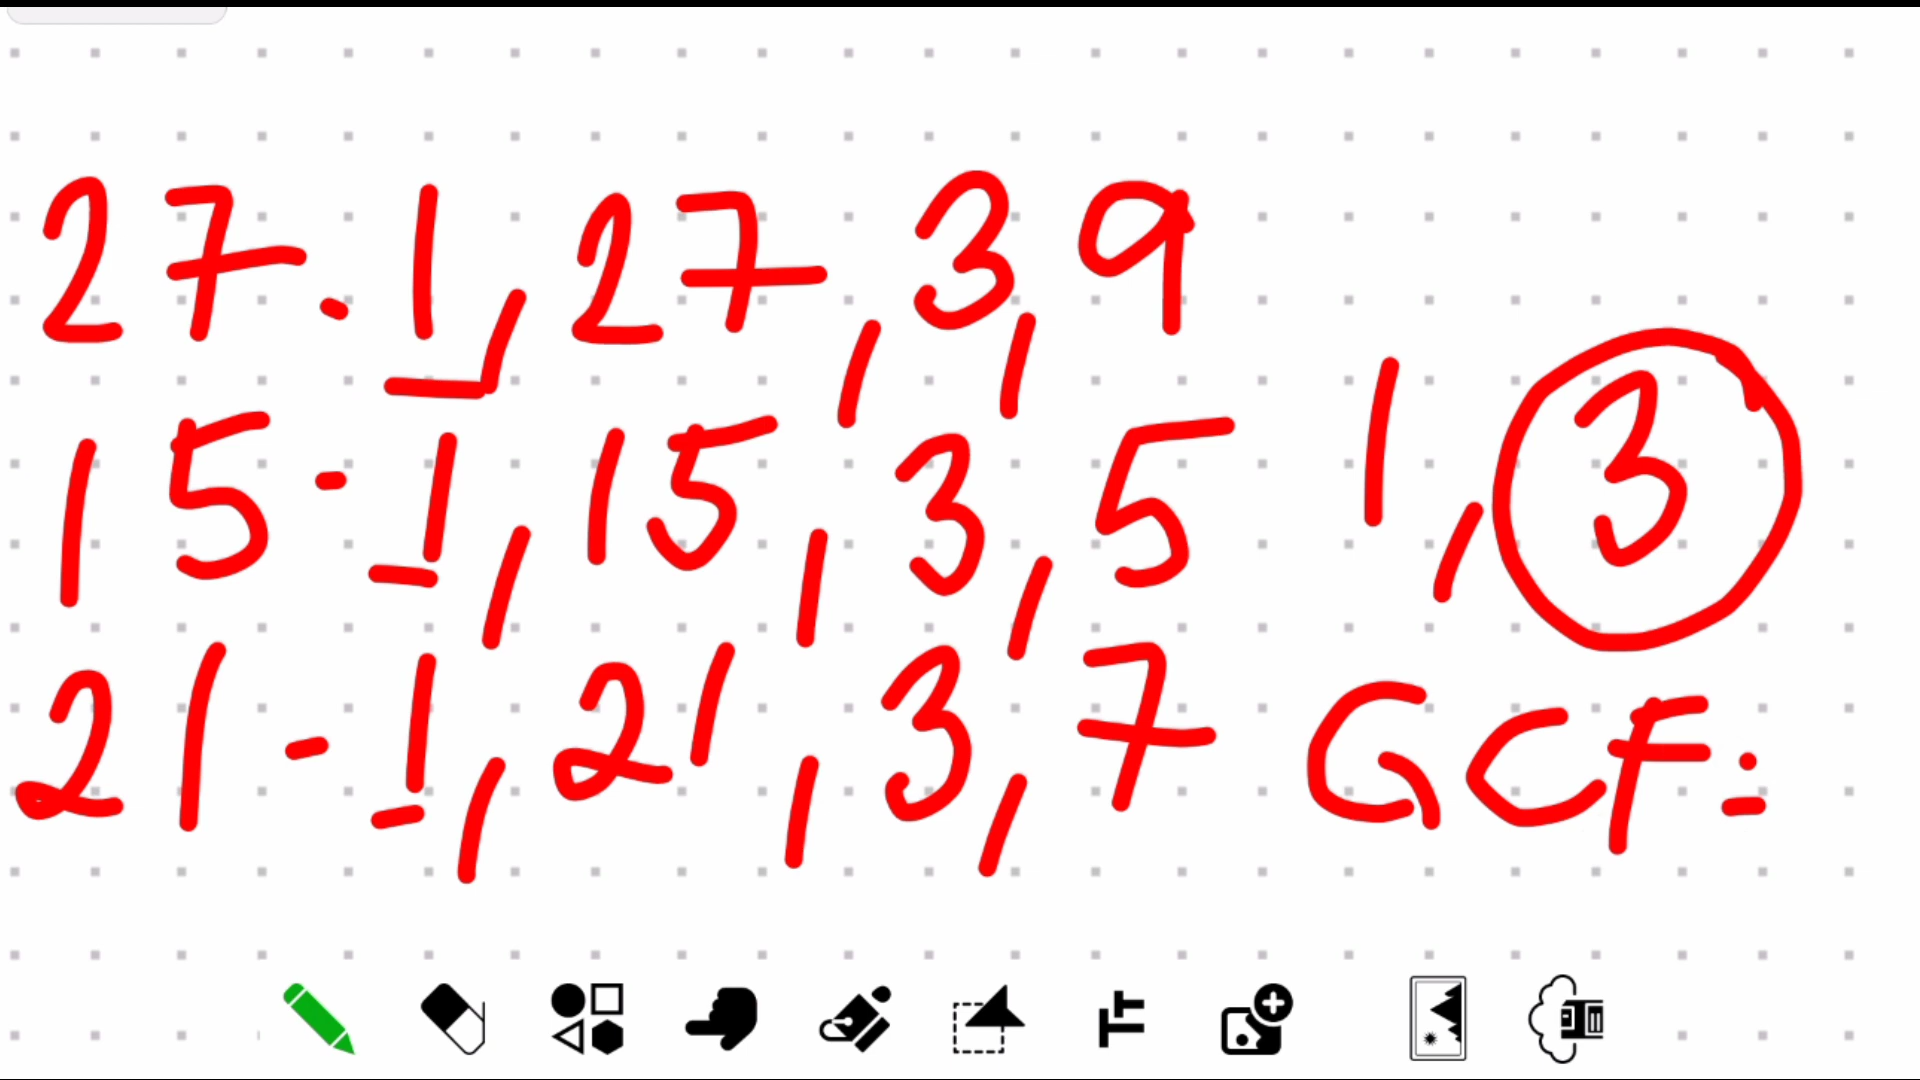 27. 1, 27, 3, 9
15 - 1, 15, 3, 5
21 - 1, 21, 3, 7
1, 3
GCF: